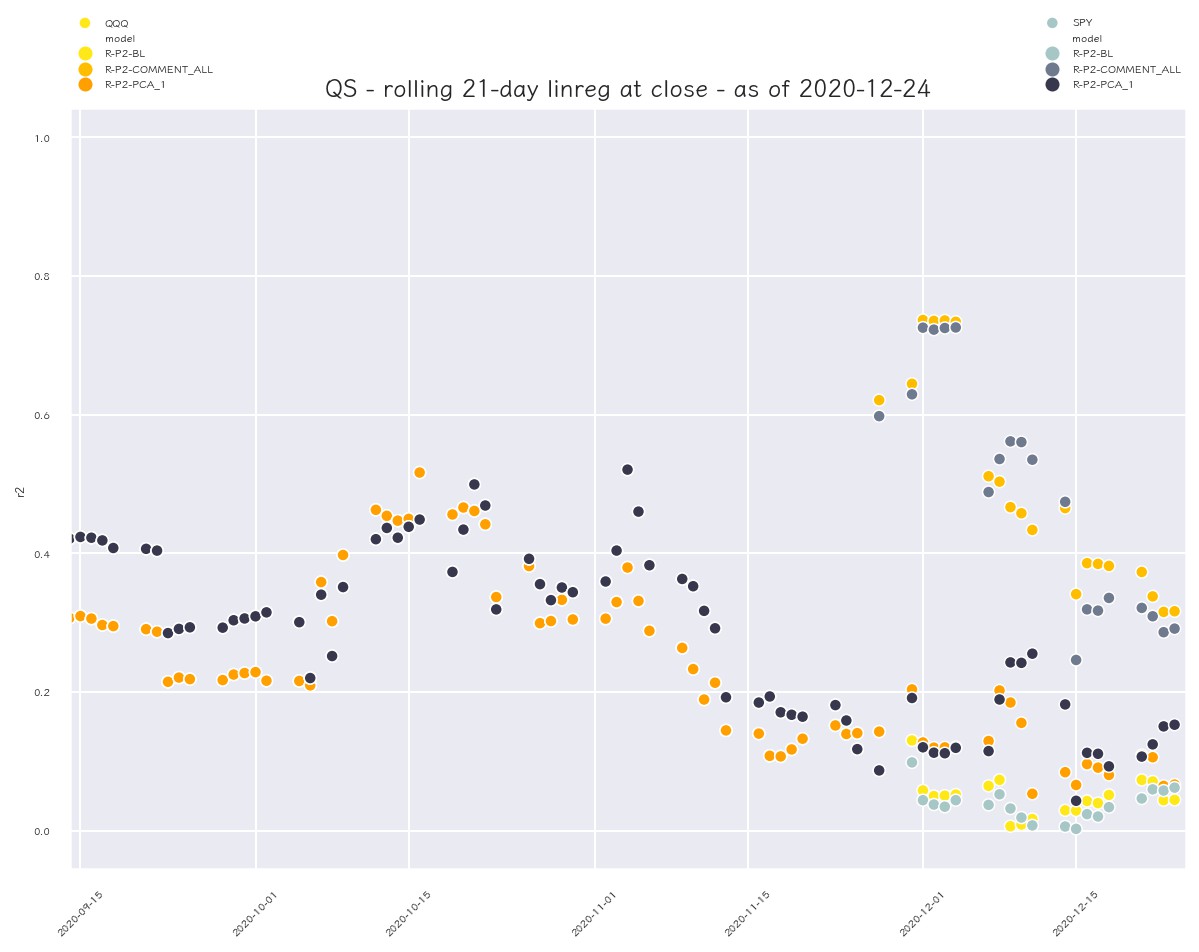 QQQ
model
R-P2-BL
R-P2-COMMENT_ALL
R-P2-PCA_1
SPY
model
R-P2-BL
R-P2-COMMENT_ALL
R-P2-PCA_1
QS - rolling 21-day linreg at close - as of 2020-12-24
1.0
0.8
0.6
0.4
0.2
0.0
r2
2020-09-15
2020-10-01
2020-10-15
2020-11-01
2020-11-15
2020-12-01
2020-12-15